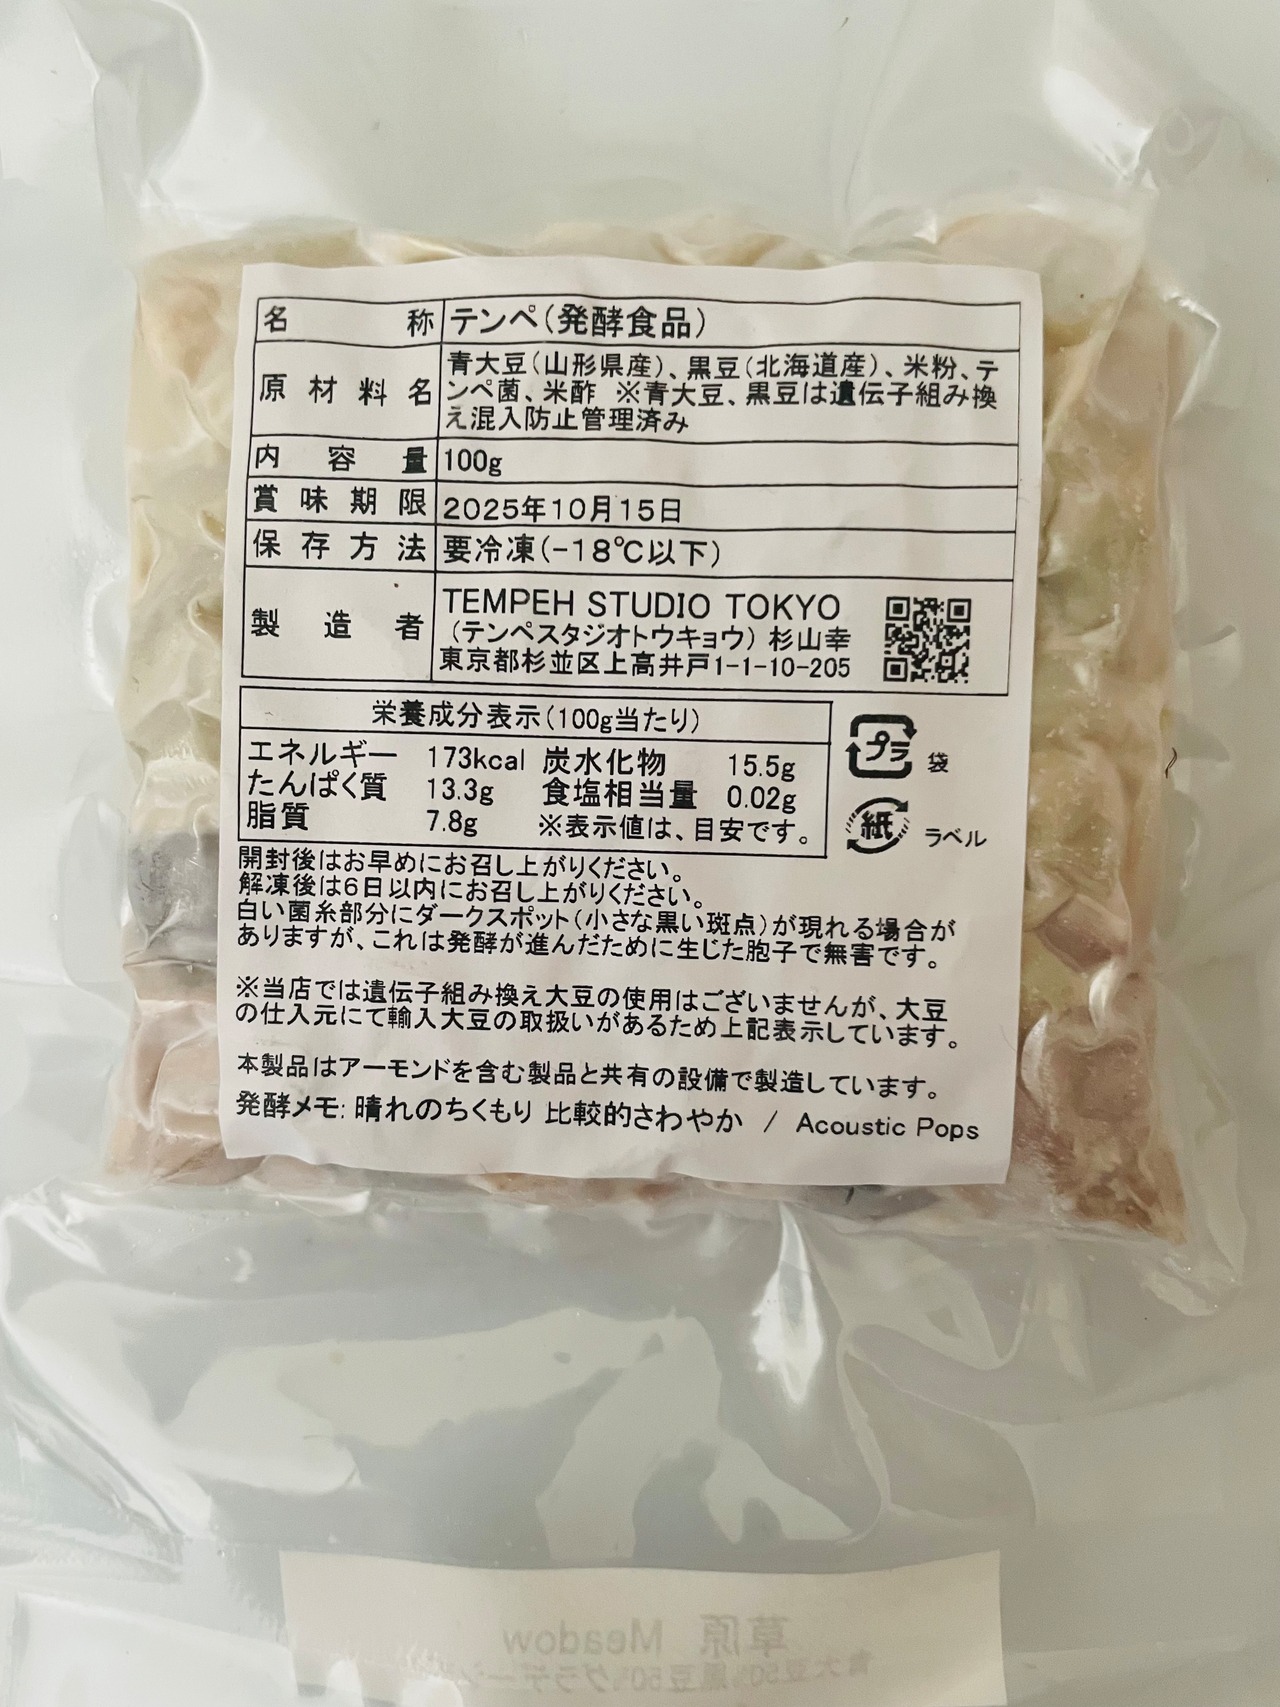 名称 テンペ(発酵食品)
原材料名 青大豆(山形県産)、黒豆(北海道産)、米粉、テ
ンペ菌、米酢 ※青大豆、黒豆は遺伝子組み換
え混入防止管理済み
内容量 100g
賞味期限 2025年10月15日
保存方法 要冷凍(-18℃以下)
製造者 TEMPEH STUDIO TOKYO
(テンペスタジオトウキョウ) 杉山幸
東京都杉並区上高井戸1-1-10-205
栄養成分表示(100g当たり)
エネルギー 173kcal 炭水化物 15.5g
たんぱく質 13.3g 食塩相当量 0.02g
脂質 7.8g ※表示値は、目安です。
プラ 袋
紙 ラベル
開封後はお早めにお召し上がりください。
解凍後は6日以内にお召し上がりください。
白い菌糸部分にダークスポット(小さな黒い斑点)が現れる場合が
ありますが、これは発酵が進んだために生じた胞子で無害です。
※当店では遺伝子組み換え大豆の使用はございませんが、大豆
の仕入元にて輸入大豆の取扱いがあるため上記表示しています。
本製品はアーモンドを含む製品と共有の設備で製造しています。
発酵メモ: 晴れのちくもり 比較的さわやか / Acoustic Pops
草原 Meadow
青大豆50%黒豆50%グラデーシ